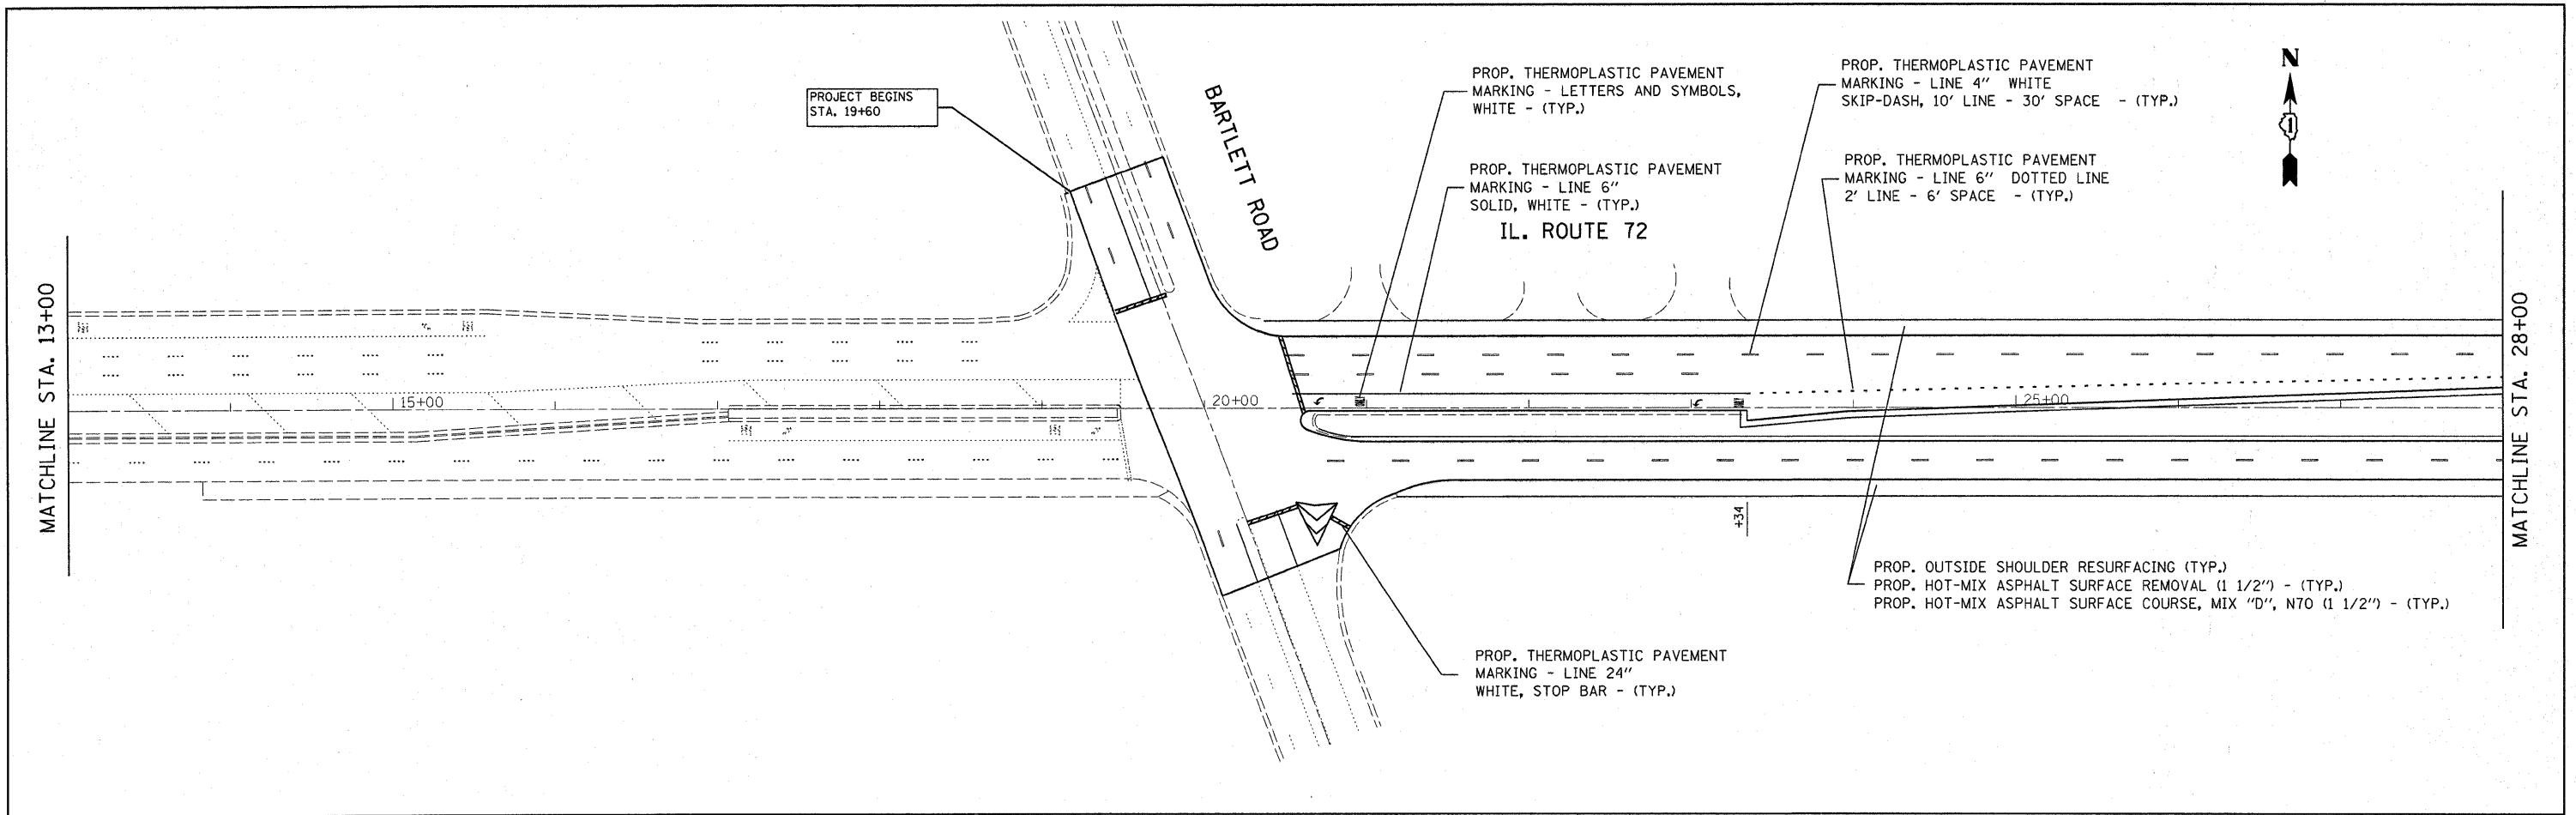 PROJECT BEGINS
STA. 19+60
BARTLETT ROAD
PROP. THERMOPLASTIC PAVEMENT
MARKING - LETTERS AND SYMBOLS,
WHITE - (TYP.)
PROP. THERMOPLASTIC PAVEMENT
MARKING - LINE 6"
SOLID, WHITE - (TYP.)
IL. ROUTE 72
PROP. THERMOPLASTIC PAVEMENT
MARKING - LINE 4" WHITE
SKIP-DASH, 10' LINE - 30' SPACE - (TYP.)
PROP. THERMOPLASTIC PAVEMENT
MARKING - LINE 6" DOTTED LINE
2' LINE - 6' SPACE - (TYP.)
N
MATCHLINE STA. 13+00
15+00
20+00
25+00
MATCHLINE STA. 28+00
+34
PROP. OUTSIDE SHOULDER RESURFACING (TYP.)
PROP. HOT-MIX ASPHALT SURFACE REMOVAL (1 1/2") - (TYP.)
PROP. HOT-MIX ASPHALT SURFACE COURSE, MIX "D", N70 (1 1/2") - (TYP.)
PROP. THERMOPLASTIC PAVEMENT
MARKING - LINE 24"
WHITE, STOP BAR - (TYP.)